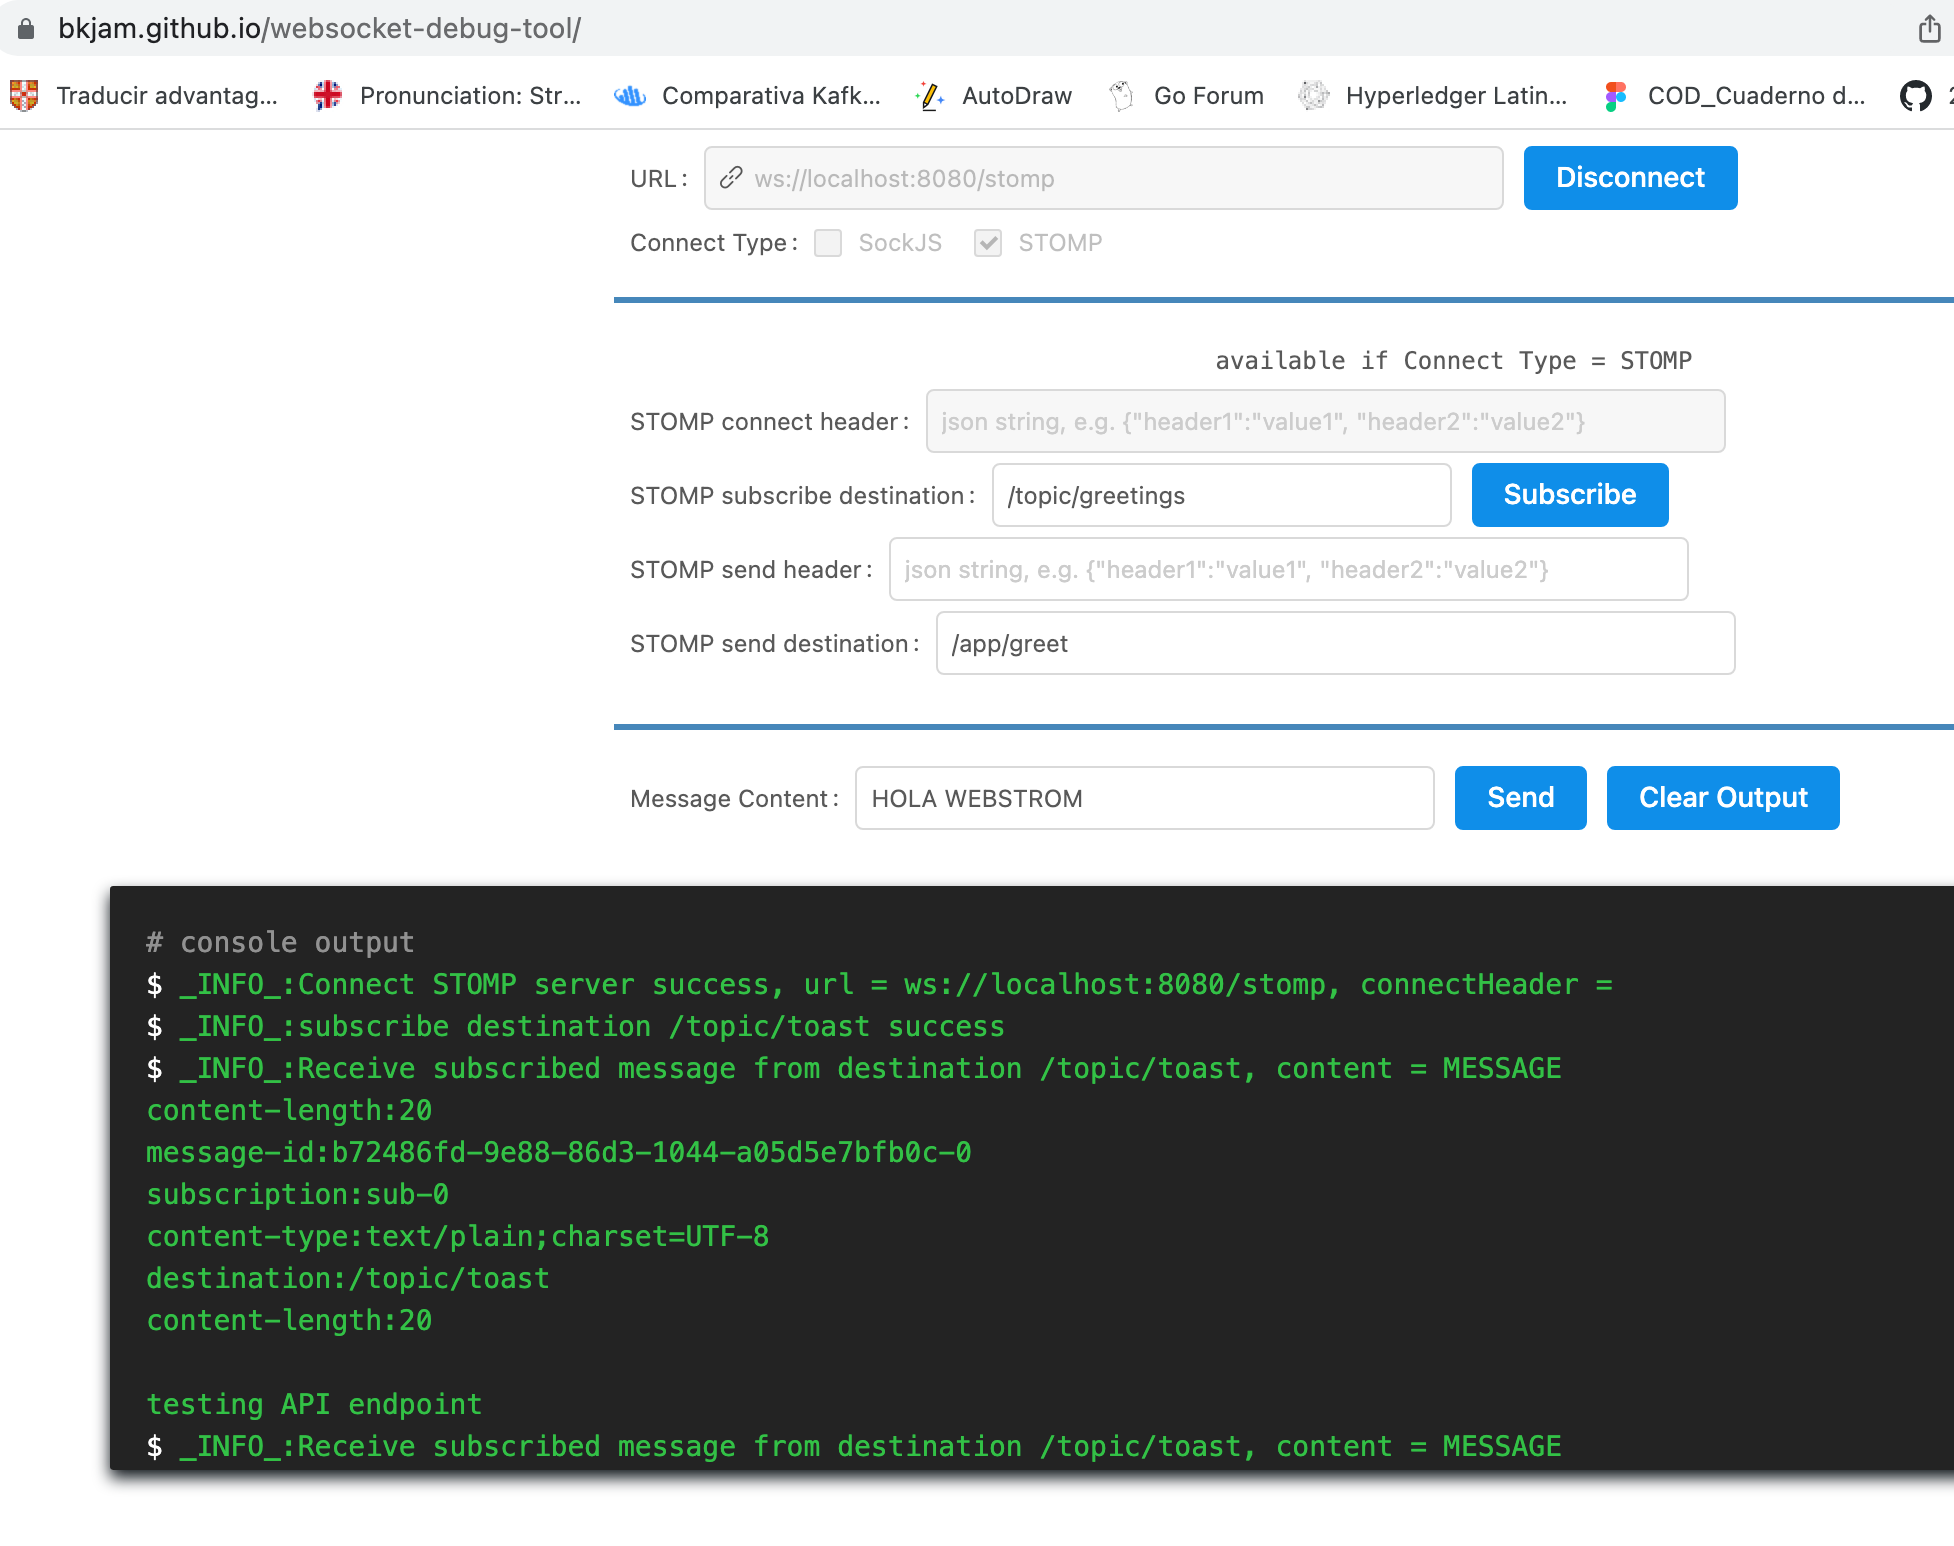 bkjam.github.io/websocket-debug-tool/
Traducir advantag... Pronunciation: Str... Comparativa Kafk... AutoDraw Go Forum Hyperledger Latin... COD_Cuaderno d...
URL: ws://localhost:8080/stomp Disconnect
Connect Type: SockJS STOMP
available if Connect Type = STOMP
STOMP connect header: json string, e.g. {"header1":"value1", "header2":"value2"}
STOMP subscribe destination: /topic/greetings Subscribe
STOMP send header: json string, e.g. {"header1":"value1", "header2":"value2"}
STOMP send destination: /app/greet
Message Content: HOLA WEBSTROM Send Clear Output
# console output
$ _INFO_:Connect STOMP server success, url = ws://localhost:8080/stomp, connectHeader =
$ _INFO_:subscribe destination /topic/toast success
$ _INFO_:Receive subscribed message from destination /topic/toast, content = MESSAGE
content-length:20
message-id:b72486fd-9e88-86d3-1044-a05d5e7bfb0c-0
subscription:sub-0
content-type:text/plain;charset=UTF-8
destination:/topic/toast
content-length:20
testing API endpoint
$ _INFO_:Receive subscribed message from destination /topic/toast, content = MESSAGE